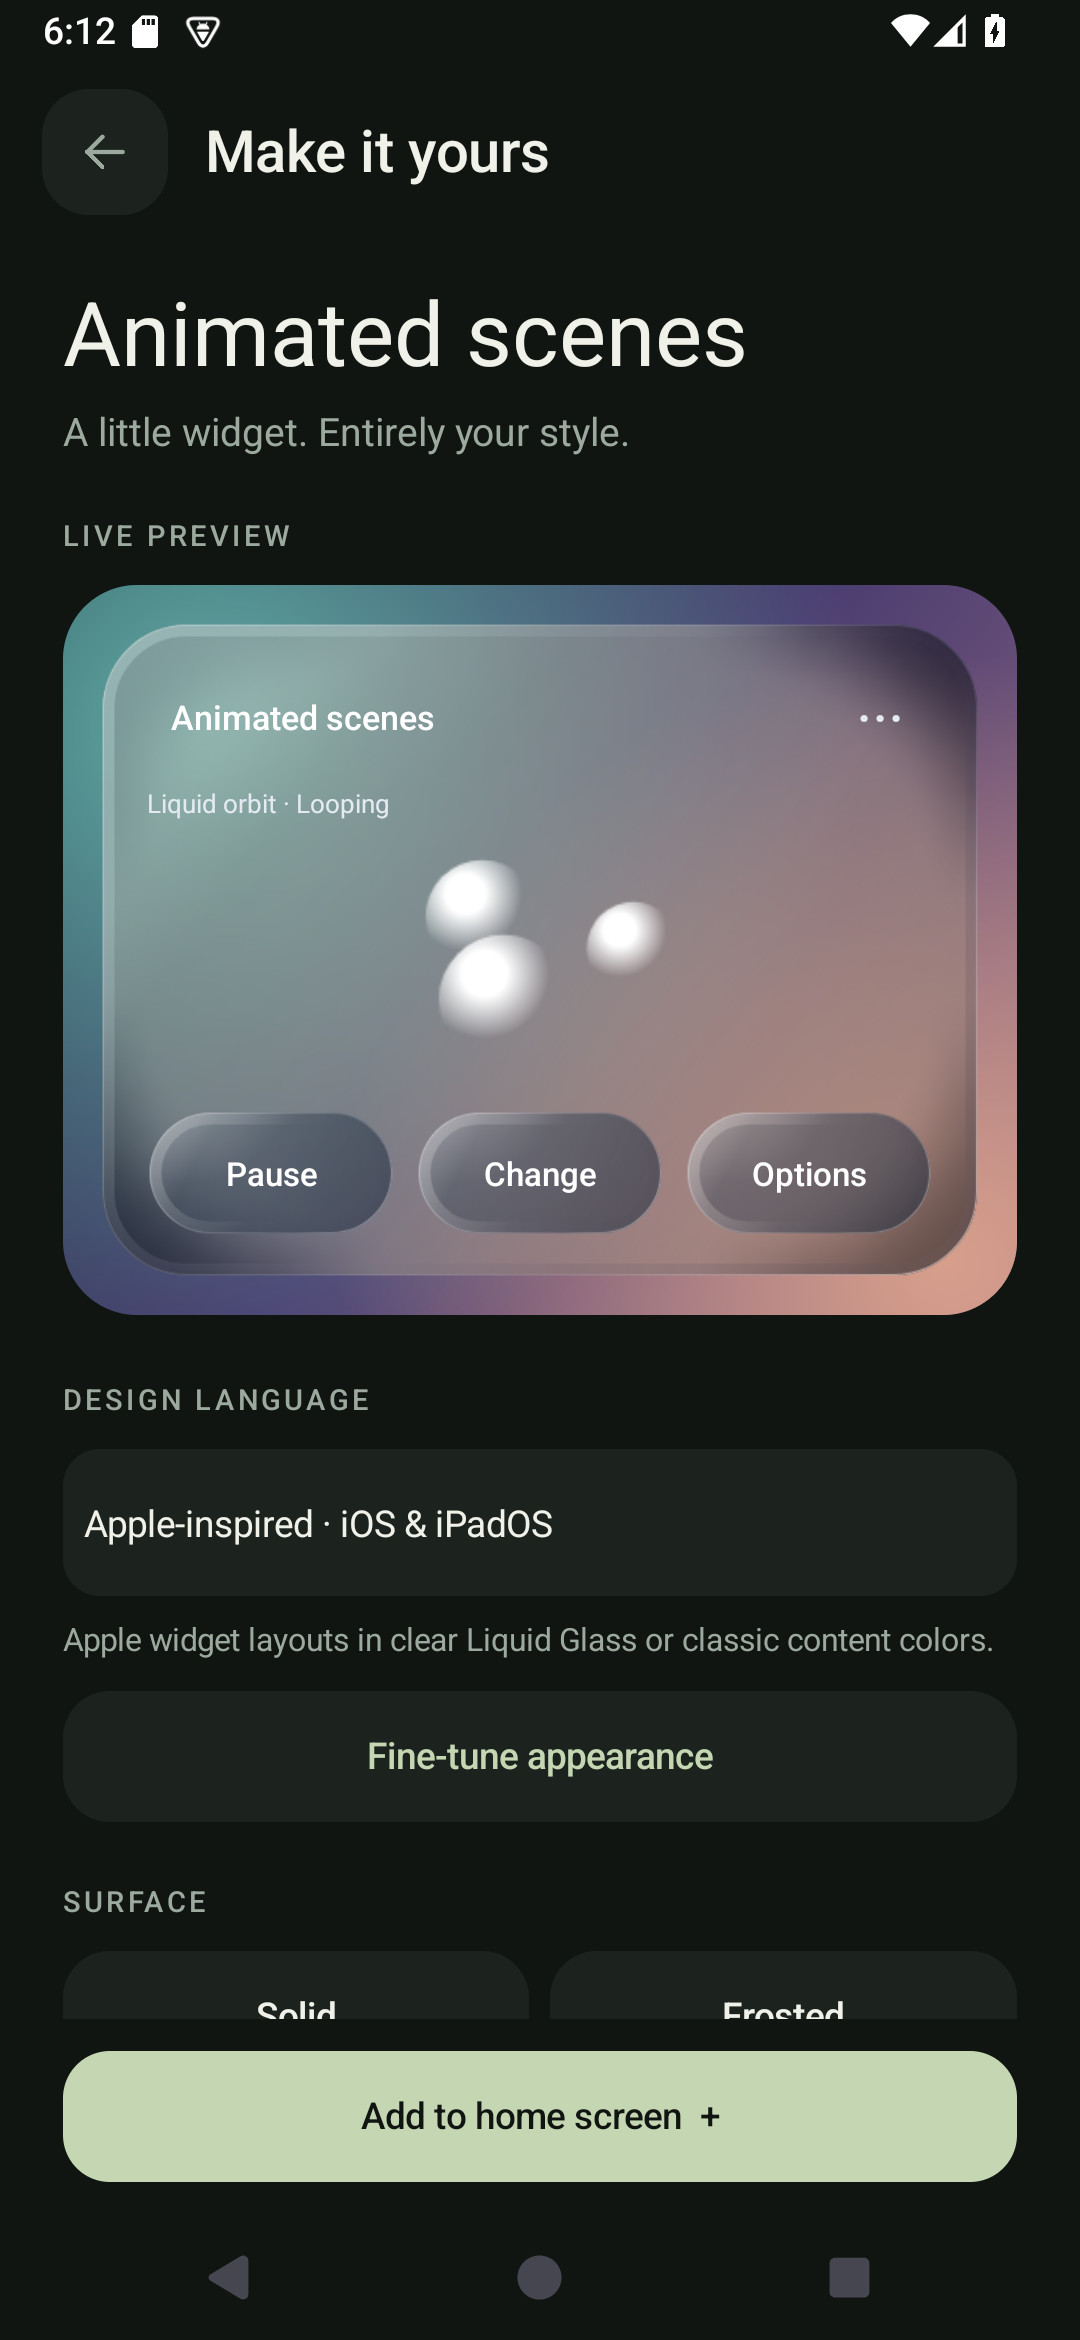 6:12
Make it yours
Animated scenes
A little widget. Entirely your style.
LIVE PREVIEW
Animated scenes
Liquid orbit · Looping
Pause
Change
Options
DESIGN LANGUAGE
Apple-inspired · iOS & iPadOS
Apple widget layouts in clear Liquid Glass or classic content colors.
Fine-tune appearance
SURFACE
Solid
Frosted
Add to home screen +